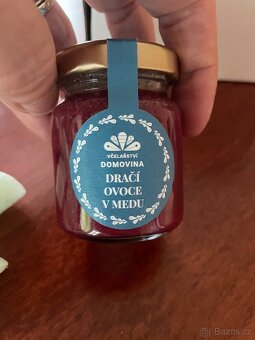 VČELAŘSTVÍ
DOMOVINA
DRAČÍ
OVOCE
V MEDU
Bazos.cz